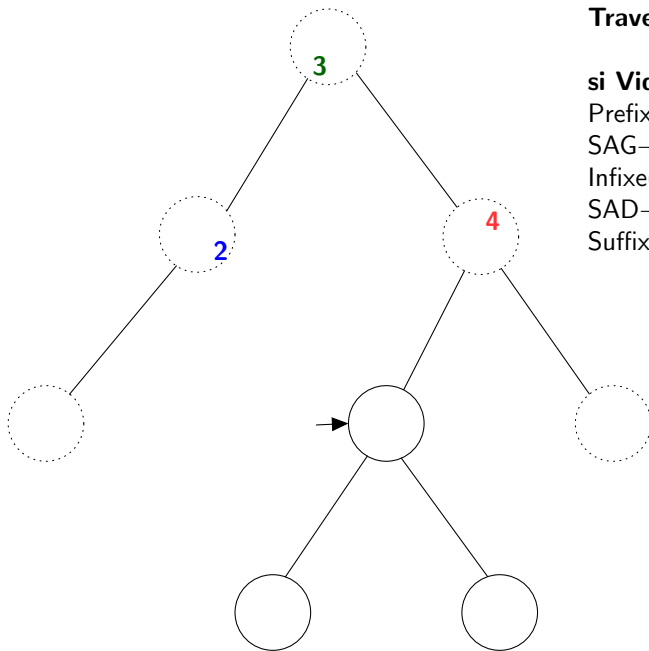 3
2
4
Trave
si Vid
Prefix
SAG–
Infixe
SAD–
Suffix